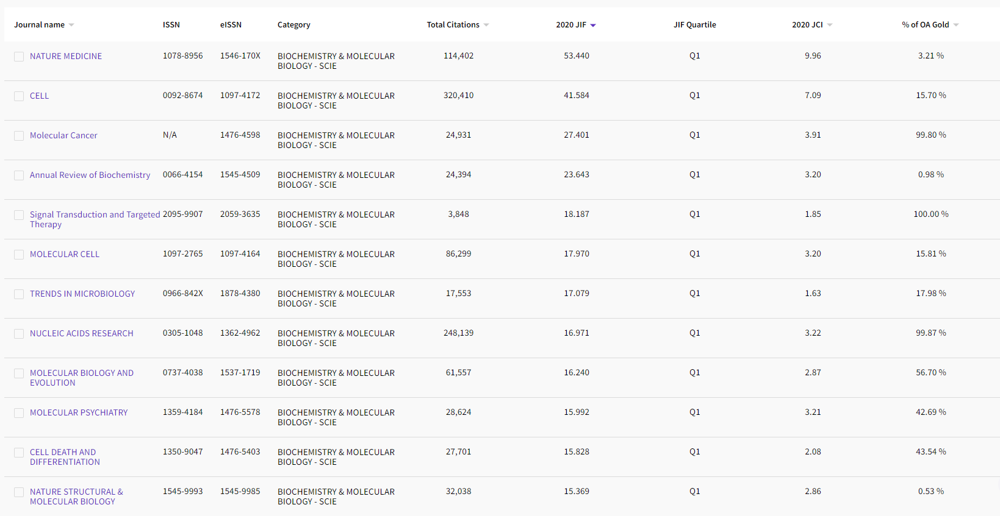 Journal name ISSN eISSN Category Total Citations 2020 JIF JIF Quartile 2020 JCI % of OA Gold
NATURE MEDICINE 1078-8956 1546-170X BIOCHEMISTRY & MOLECULAR 114,402 53.440 Q1 9.96 3.21 %
BIOLOGY - SCIE
CELL 0092-8674 1097-4172 BIOCHEMISTRY & MOLECULAR 320,410 41.584 Q1 7.09 15.70 %
BIOLOGY - SCIE
Molecular Cancer N/A 1476-4598 BIOCHEMISTRY & MOLECULAR 24,931 27.401 Q1 3.91 99.80 %
BIOLOGY - SCIE
Annual Review of Biochemistry 0066-4154 1545-4509 BIOCHEMISTRY & MOLECULAR 24,394 23.643 Q1 3.20 0.98 %
BIOLOGY - SCIE
Signal Transduction and Targeted 2095-9907 2059-3635 BIOCHEMISTRY & MOLECULAR 3,848 18.187 Q1 1.85 100.00 %
Therapy BIOLOGY - SCIE
MOLECULAR CELL 1097-2765 1097-4164 BIOCHEMISTRY & MOLECULAR 86,299 17.970 Q1 3.20 15.81 %
BIOLOGY - SCIE
TRENDS IN MICROBIOLOGY 0966-842X 1878-4380 BIOCHEMISTRY & MOLECULAR 17,553 17.079 Q1 1.63 17.98 %
BIOLOGY - SCIE
NUCLEIC ACIDS RESEARCH 0305-1048 1362-4962 BIOCHEMISTRY & MOLECULAR 248,139 16.971 Q1 3.22 99.87 %
BIOLOGY - SCIE
MOLECULAR BIOLOGY AND 0737-4038 1537-1719 BIOCHEMISTRY & MOLECULAR 61,557 16.240 Q1 2.87 56.70 %
EVOLUTION BIOLOGY - SCIE
MOLECULAR PSYCHIATRY 1359-4184 1476-5578 BIOCHEMISTRY & MOLECULAR 28,624 15.992 Q1 3.21 42.69 %
BIOLOGY - SCIE
CELL DEATH AND 1350-9047 1476-5403 BIOCHEMISTRY & MOLECULAR 27,701 15.828 Q1 2.08 43.54 %
DIFFERENTIATION BIOLOGY - SCIE
NATURE STRUCTURAL & 1545-9993 1545-9985 BIOCHEMISTRY & MOLECULAR 32,038 15.369 Q1 2.86 0.53 %
MOLECULAR BIOLOGY BIOLOGY - SCIE